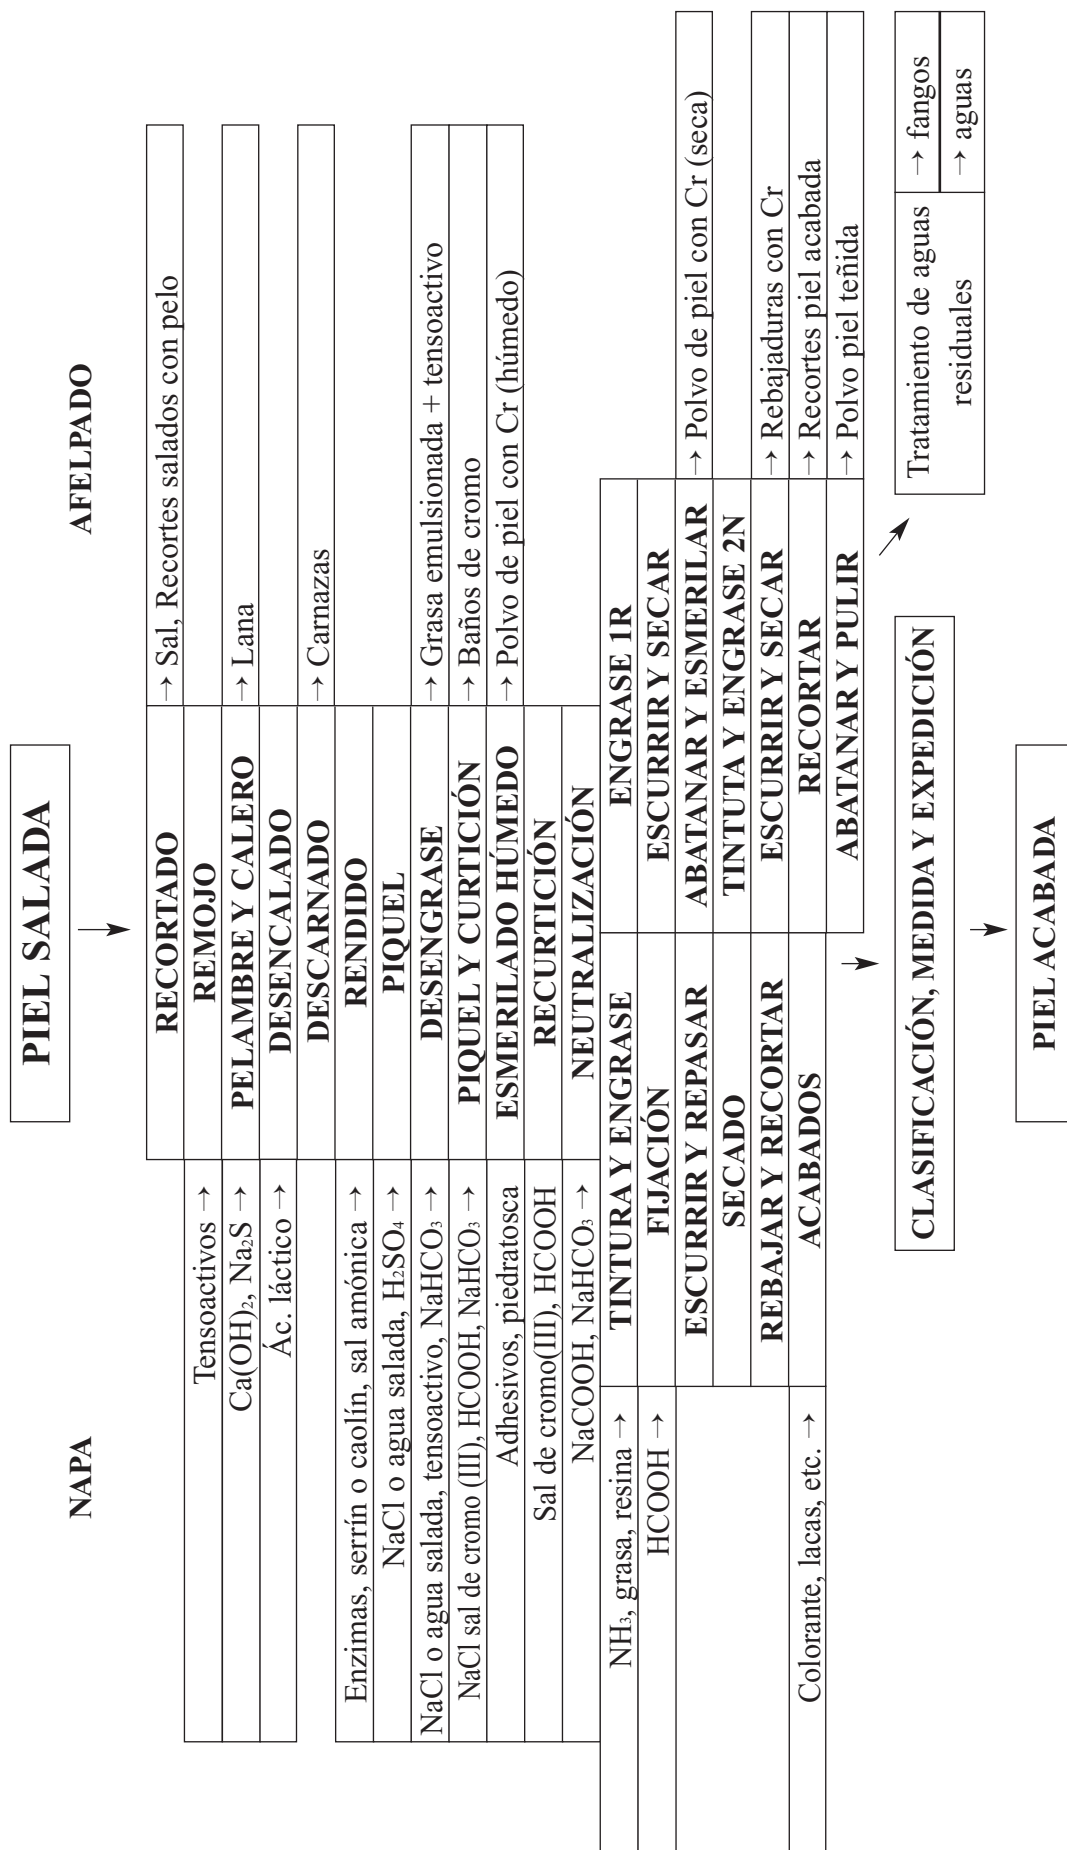 PIEL SALADA
NAPA
AFELPADO
RECORTADO → Sal, Recortes salados con pelo
Tensoactivos → REMOJO
Ca(OH)₂, Na₂S → PELAMBRE Y CALERO → Lana
Ác. láctico → DESENCALADO
DESCARNADO → Carnazas
Enzimas, serrín o caolín, sal amónica → RENDIDO
NaCl o agua salada, H₂SO₄ → PIQUEL
NaCl o agua salada, tensoactivo, NaHCO₃ → DESENGRASE → Grasa emulsionada + tensoactivo
NaCl sal de cromo (III), HCOOH, NaHCO₃ → PIQUEL Y CURTICIÓN → Baños de cromo
Adhesivos, piedratosca ESMERILADO HÚMEDO → Polvo de piel con Cr (húmedo)
Sal de cromo(III), HCOOH RECURTICIÓN
NaCOOH, NaHCO₃ → NEUTRALIZACIÓN
NH₃, grasa, resina → TINTURA Y ENGRASE ENGRASE 1R
HCOOH → FIJACIÓN ESCURRIR Y SECAR
ESCURRIR Y REPASAR ABATANAR Y ESMERILAR → Polvo de piel con Cr (seca)
SECADO TINTUTA Y ENGRASE 2N
REBAJAR Y RECORTAR ESCURRIR Y SECAR → Rebajaduras con Cr
Colorante, lacas, etc. → ACABADOS RECORTAR → Recortes piel acabada
ABATANAR Y PULIR → Polvo piel teñida
CLASIFICACIÓN, MEDIDA Y EXPEDICIÓN
Tratamiento de aguas
residuales
→ fangos
→ aguas
PIEL ACABADA